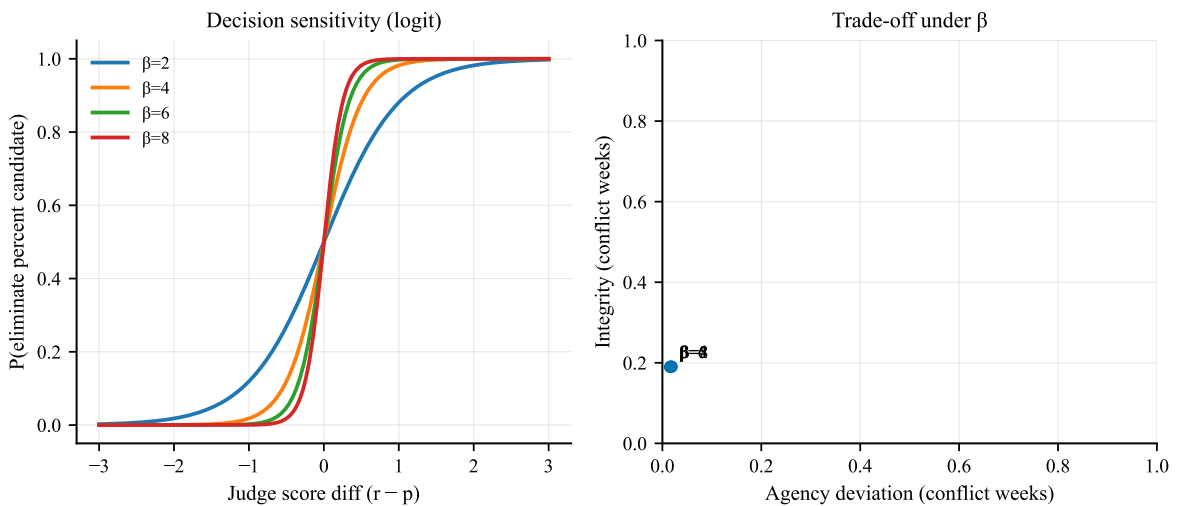 Decision sensitivity (logit)
P(eliminate percent candidate)
1.0
0.8
0.6
0.4
0.2
0.0
β=2
β=4
β=6
β=8
−3
−2
−1
0
1
2
3
Judge score diff (r − p)
Trade-off under β
Integrity (conflict weeks)
1.0
0.8
0.6
0.4
0.2
0.0
0.0
0.2
0.4
0.6
0.8
1.0
Agency deviation (conflict weeks)